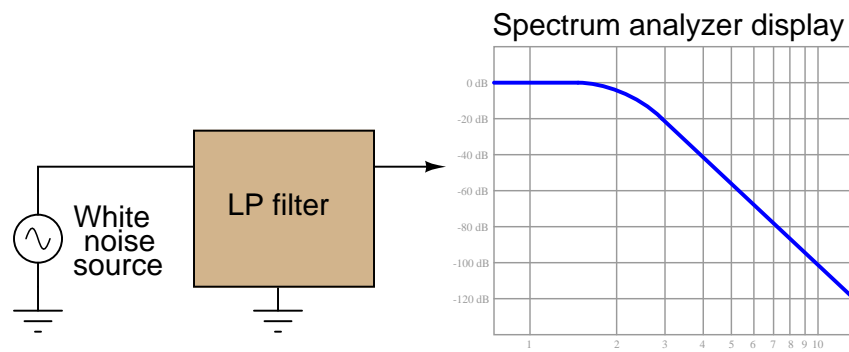 Spectrum analyzer display
0 dB
-20 dB
-40 dB
-60 dB
-80 dB
-100 dB
-120 dB
1 2 3 4 5 6 7 8 9 10
LP filter
White
noise
source